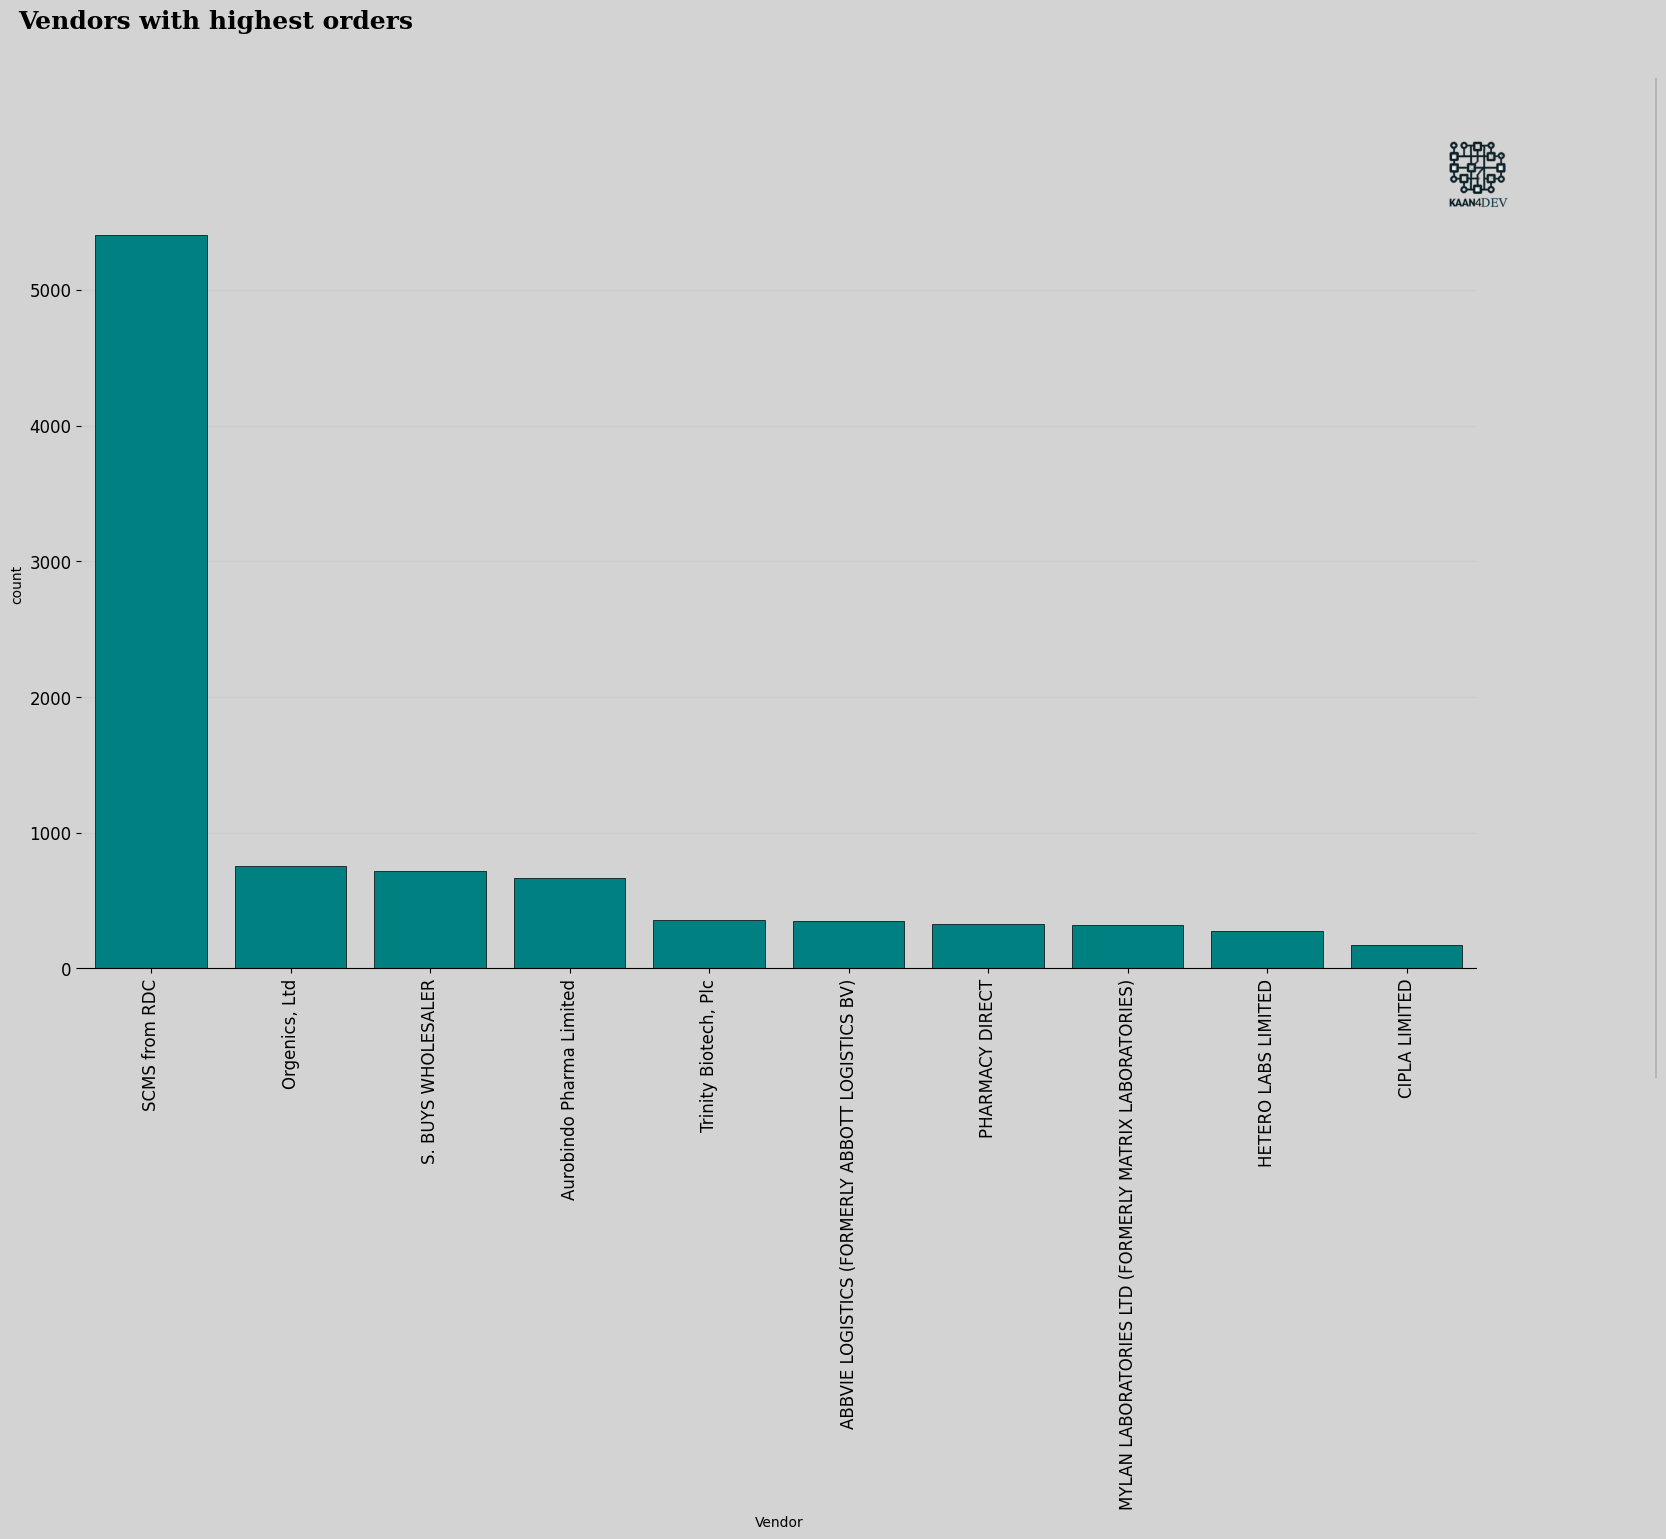 Vendors with highest orders
KAAN4DEV
count
5000
4000
3000
2000
1000
0
SCMS from RDC
Orgenics, Ltd
S. BUYS WHOLESALER
Aurobindo Pharma Limited
Trinity Biotech, Plc
ABBVIE LOGISTICS (FORMERLY ABBOTT LOGISTICS BV)
PHARMACY DIRECT
MYLAN LABORATORIES LTD (FORMERLY MATRIX LABORATORIES)
HETERO LABS LIMITED
CIPLA LIMITED
Vendor